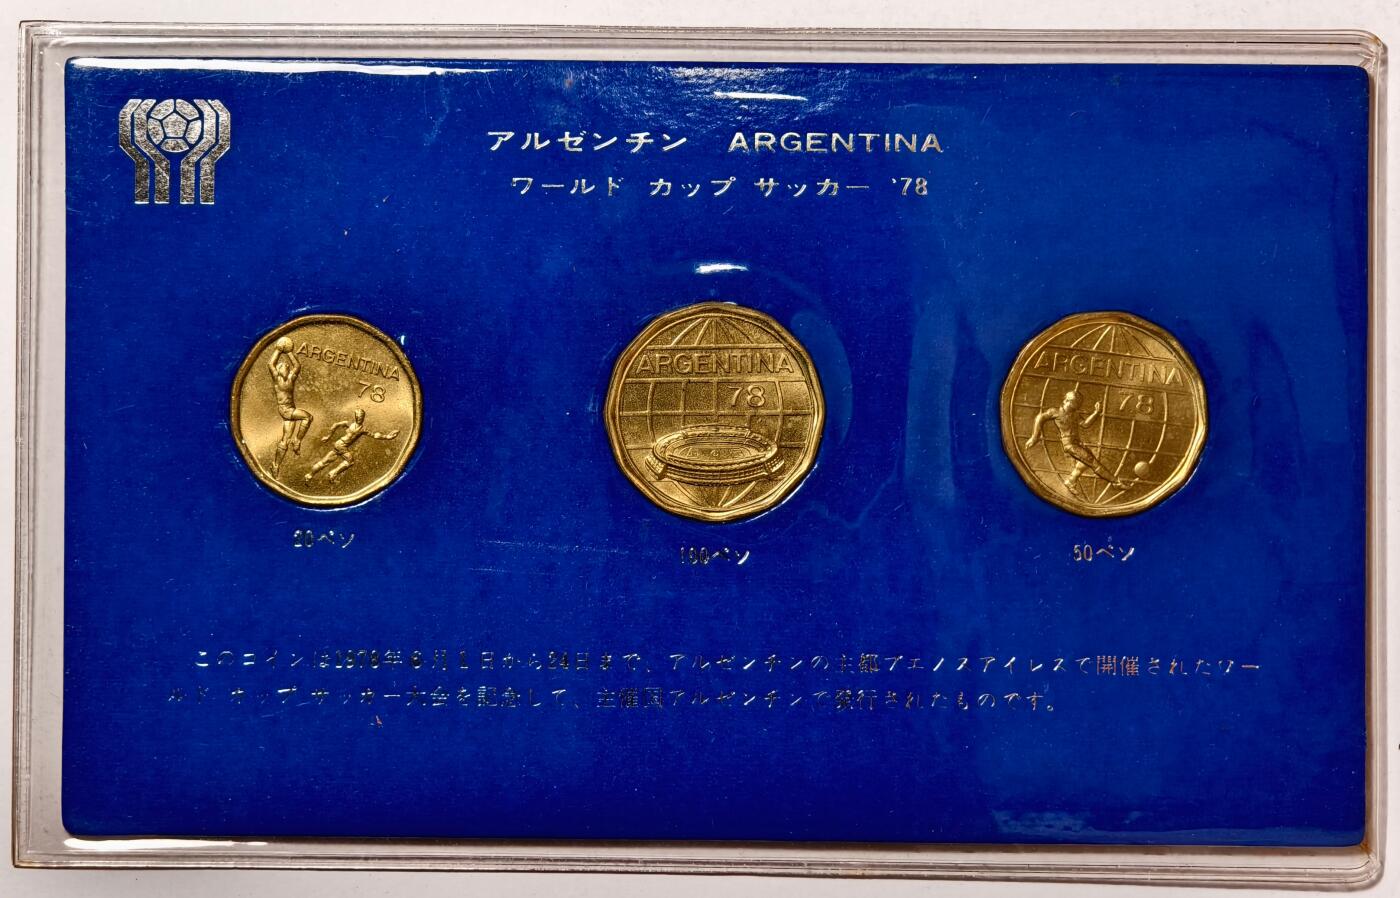 アルゼンチン ARGENTINA
ワールド カップ サッカー '78
ARGENTINA
78
ARGENTINA
78
ARGENTINA
78
20ペソ
100ペソ
50ペソ
このコインは1978年6月1日から24日まで、アルゼンチンの主都ブエノスアイレスで開催されたワー
ルド カップ サッカー大会を記念して、主催国アルゼンチンで発行されたものです。